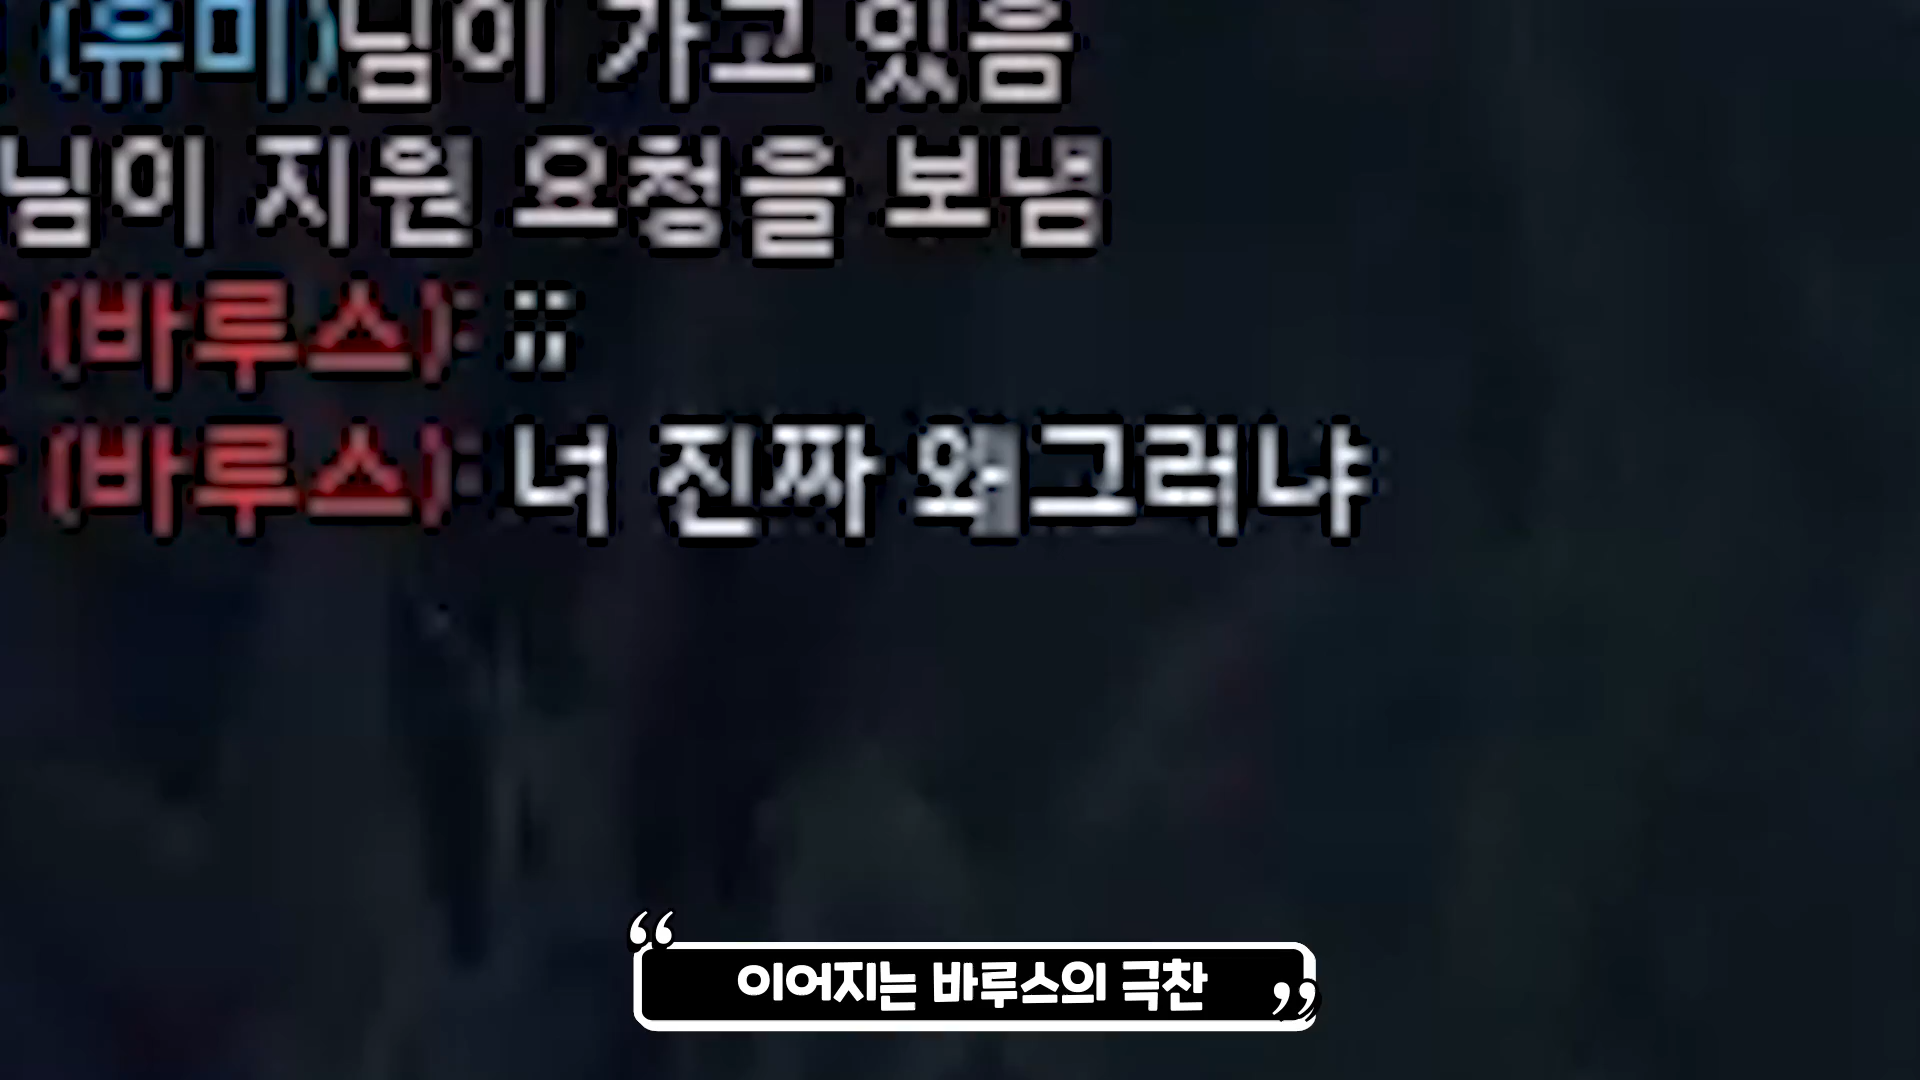 (유미)님이 가고 있음
님이 지원 요청을 보냄
(바루스): ;;
(바루스): 너 진짜 왜그러냐
“이어지는 바루스의 극찬”